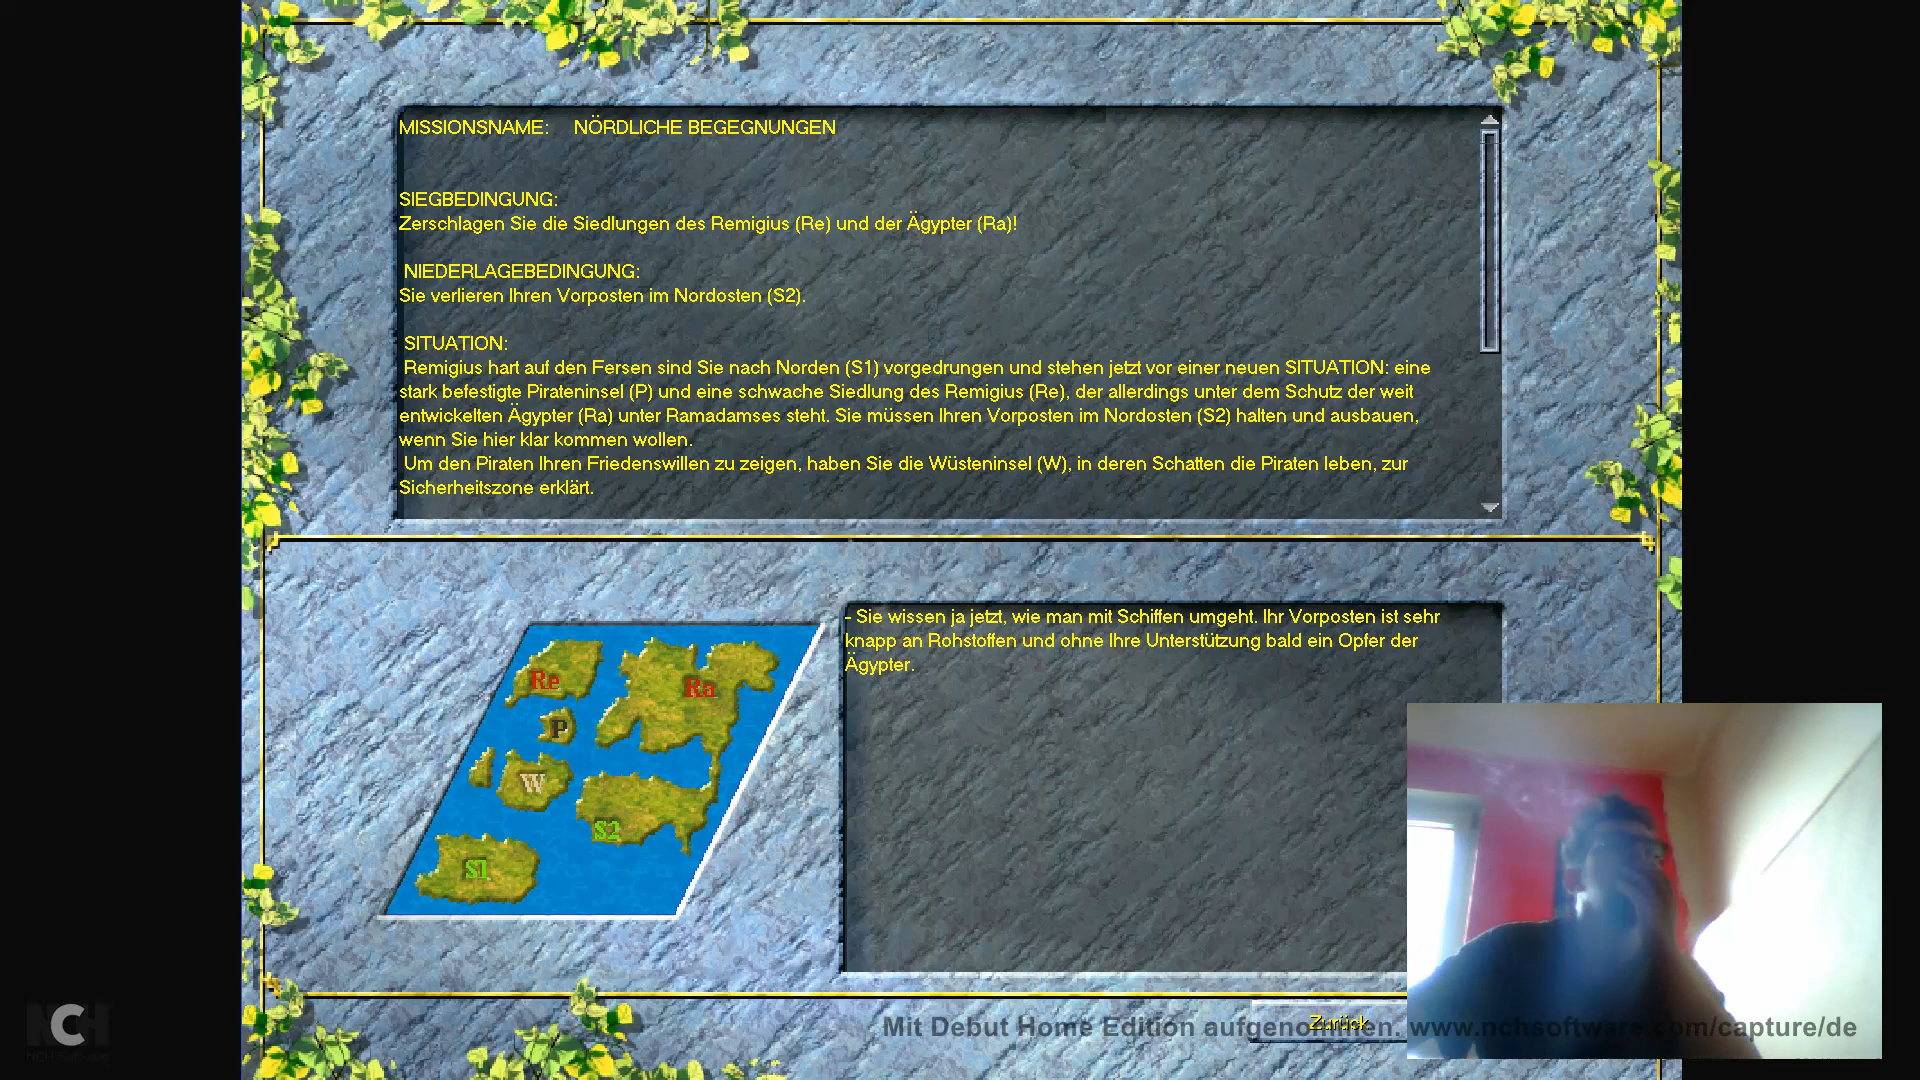 MISSIONSNAME: NÖRDLICHE BEGEGNUNGEN
SIEGBEDINGUNG:
Zerschlagen Sie die Siedlungen des Remigius (Re) und der Ägypter (Ra)!
NIEDERLAGEBEDINGUNG:
Sie verlieren Ihren Vorposten im Nordosten (S2).
SITUATION:
Remigius hart auf den Fersen sind Sie nach Norden (S1) vorgedrungen und stehen jetzt vor einer neuen SITUATION: eine
stark befestigte Pirateninsel (P) und eine schwache Siedlung des Remigius (Re), der allerdings unter dem Schutz der weit
entwickelten Ägypter (Ra) unter Ramadamses steht. Sie müssen Ihren Vorposten im Nordosten (S2) halten und ausbauen,
wenn Sie hier klar kommen wollen.
Um den Piraten Ihren Friedenswillen zu zeigen, haben Sie die Wüsteninsel (W), in deren Schatten die Piraten leben, zur
Sicherheitszone erklärt.
- Sie wissen ja jetzt, wie man mit Schiffen umgeht. Ihr Vorposten ist sehr
knapp an Rohstoffen und ohne Ihre Unterstützung bald ein Opfer der
Ägypter.
Re
Ra
P
W
S2
S1
Zurück
NCH
NCH Software
Mit Debut Home Edition aufgenommen. www.nchsoftware.com/capture/de